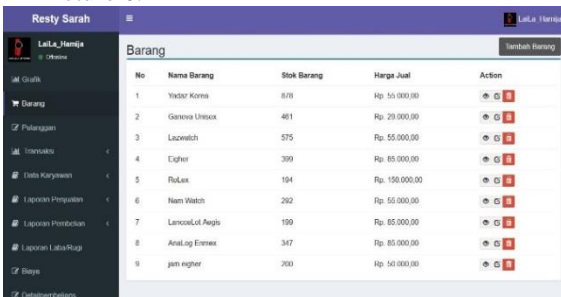 Resty Sarah
LaiLa_Hamija
LaiLa_Hamija
Barang
Tambah Barang
Grafik
Barang
Pelanggan
Transaksi
Data Karyawan
Laporan Penjualan
Laporan Pembelian
Laporan Laba/Rugi
Biaya
No Nama Barang Stok Barang Harga Jual Action
1 Yadaz Korea 878 Rp. 55.000,00
2 Geneva Unisex 461 Rp. 29.000,00
3 Lazwatch 575 Rp. 55.000,00
4 Eigher 399 Rp. 85.000,00
5 RoLex 194 Rp. 150.000,00
6 Nam Watch 292 Rp. 55.000,00
7 LancoeLot Aegis 199 Rp. 85.000,00
8 AnaLog Enmex 347 Rp. 85.000,00
9 jam eigher 200 Rp. 50.000,00